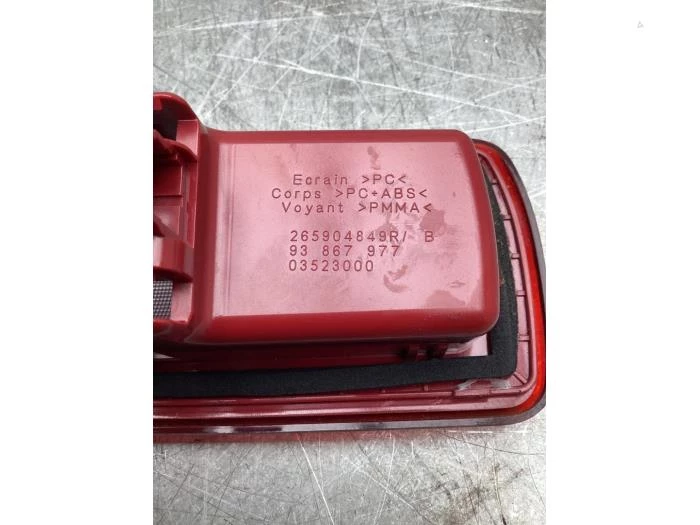 Ecrain >PC<
Corps >PC+ABS<
Voyant >PMMA<
265904849R/ B
93 867 977
03523000